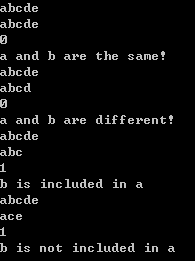 abcde
abcde
0
a and b are the same!
abcde
abcd
0
a and b are different!
abcde
abc
1
b is included in a
abcde
ace
1
b is not included in a